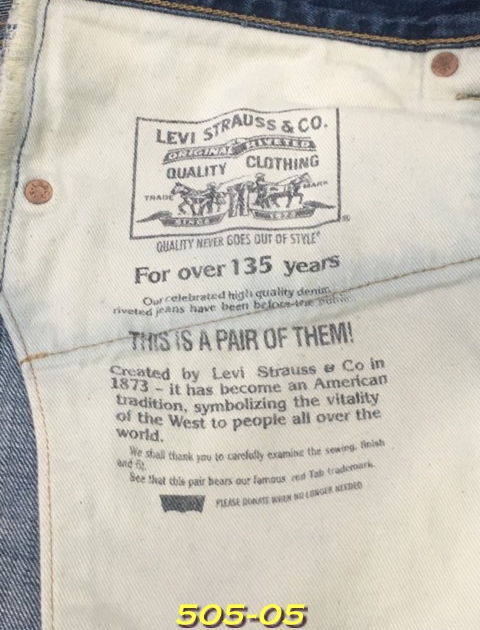 LEVI STRAUSS & CO.
ORIGINAL RIVETED
QUALITY CLOTHING
TRADE MARK
SINCE 1873
®
QUALITY NEVER GOES OUT OF STYLE®
For over 135 years
Our celebrated high quality denim,
riveted jeans have been before the public
THIS IS A PAIR OF THEM!
Created by Levi Strauss & Co in
1873 – it has become an American
tradition, symbolizing the vitality
of the West to people all over the
world.
We shall thank you to carefully examine the sewing, finish
and fit.
See that this pair bears our famous red Tab trademark.
PLEASE DONATE WHEN NO LONGER NEEDED
505-05